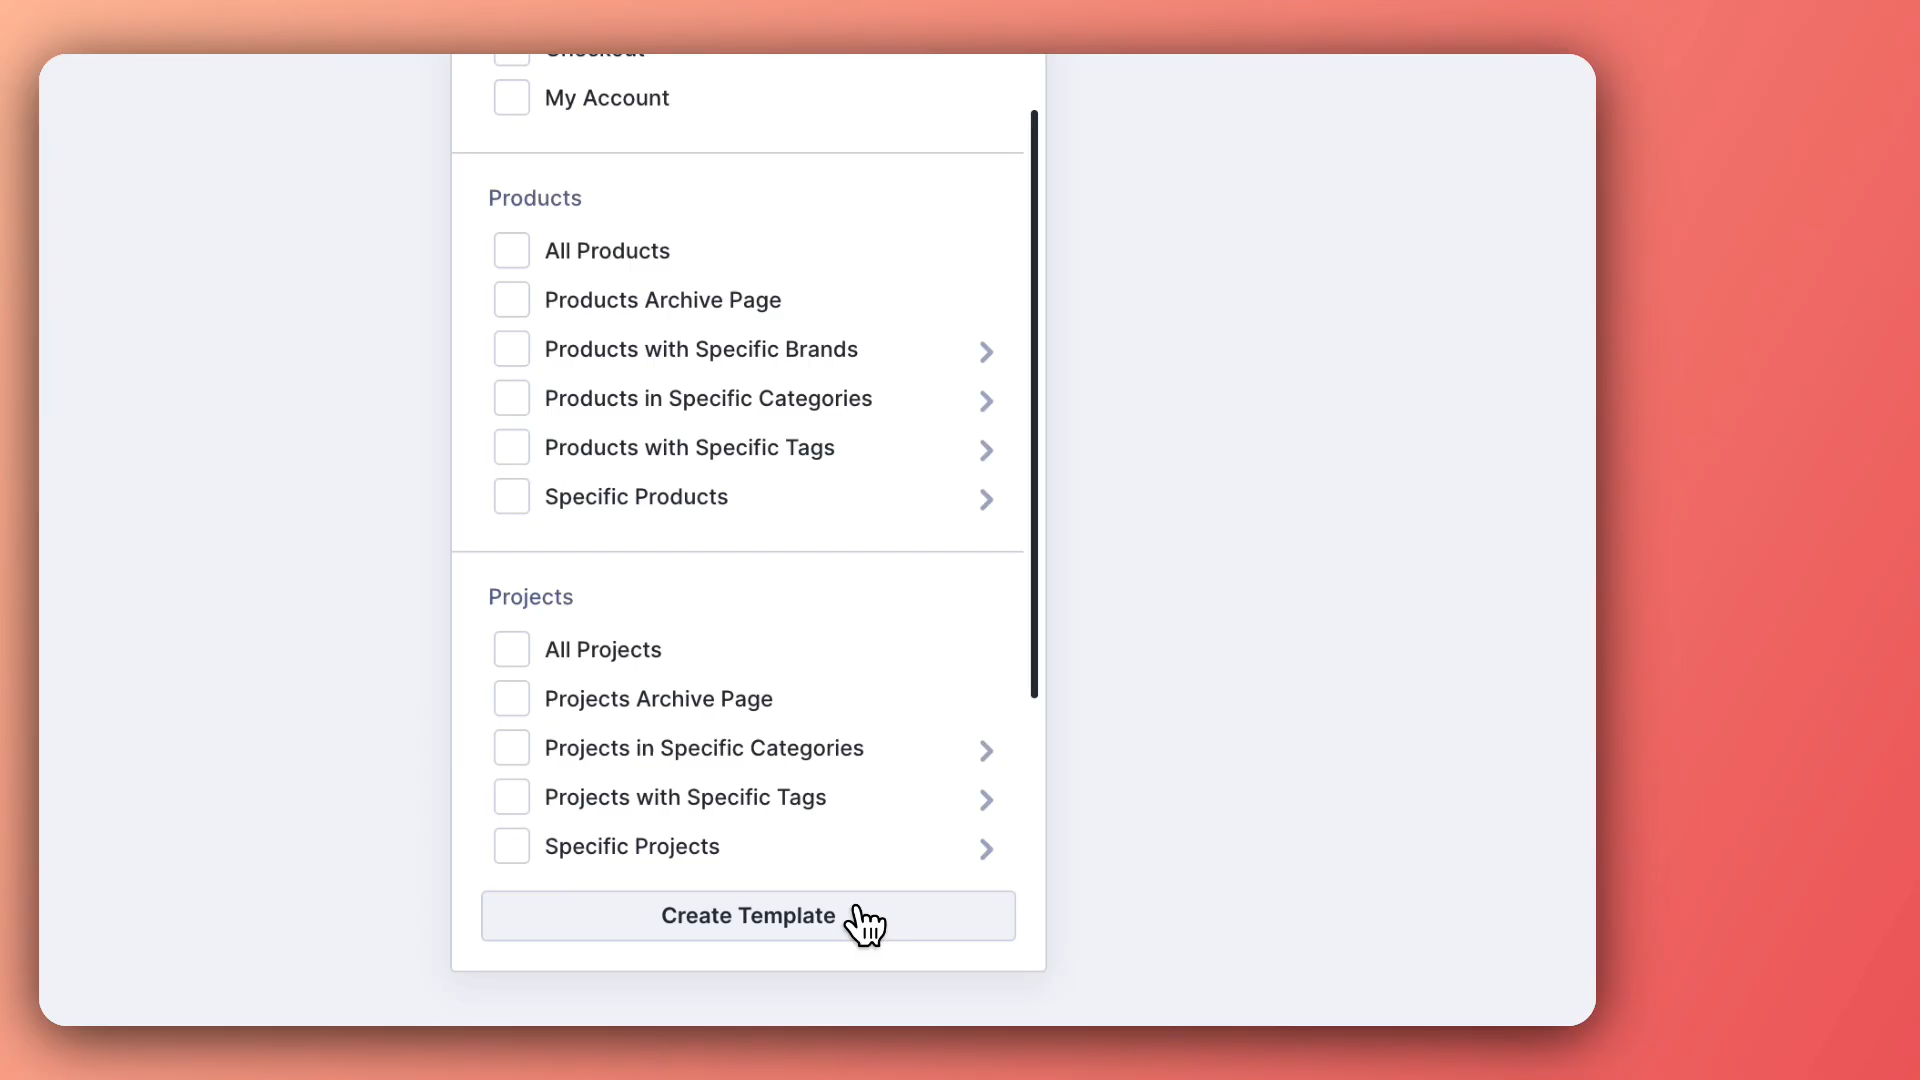 Checkout
My Account
Products
All Products
Products Archive Page
Products with Specific Brands
Products in Specific Categories
Products with Specific Tags
Specific Products
Projects
All Projects
Projects Archive Page
Projects in Specific Categories
Projects with Specific Tags
Specific Projects
Create Template